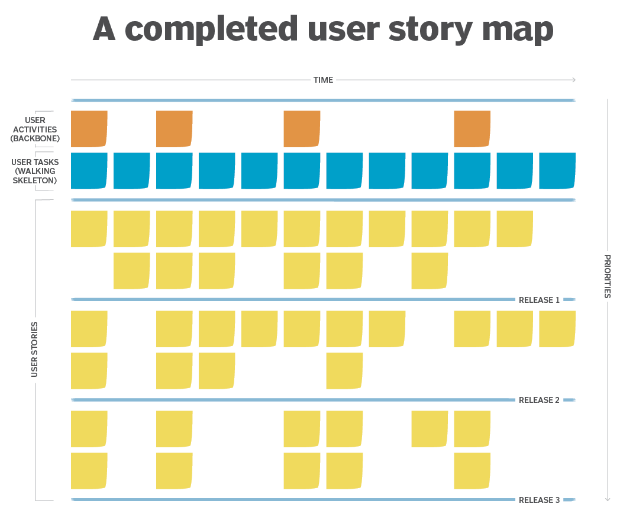 A completed user story map
TIME
USER
ACTIVITIES
(BACKBONE)
USER TASKS
(WALKING
SKELETON)
USER STORIES
PRIORITIES
RELEASE 1
RELEASE 2
RELEASE 3